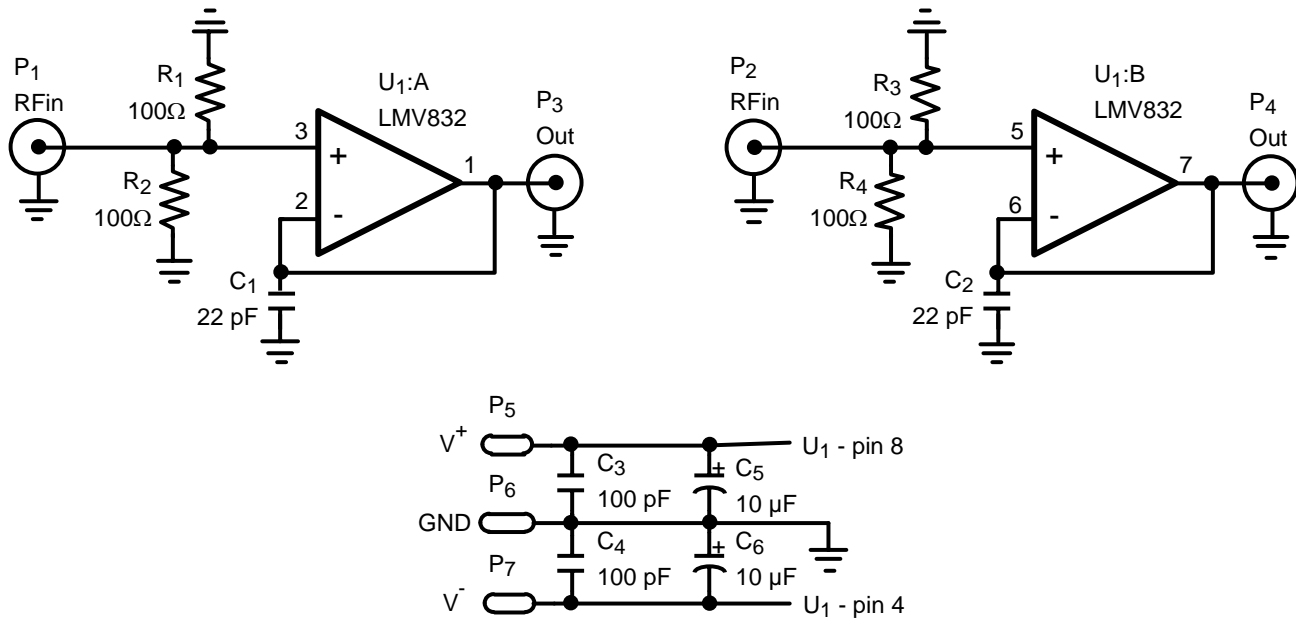 P1
RFin
R1
100Ω
R2
100Ω
3
+
2
-
U1:A
LMV832
1
P3
Out
C1
22 pF
P2
RFin
R3
100Ω
R4
100Ω
5
+
6
-
U1:B
LMV832
7
P4
Out
C2
22 pF
P5
V+
C3
100 pF
+
C5
10 µF
U1 - pin 8
P6
GND
P7
V-
C4
100 pF
+
C6
10 µF
U1 - pin 4